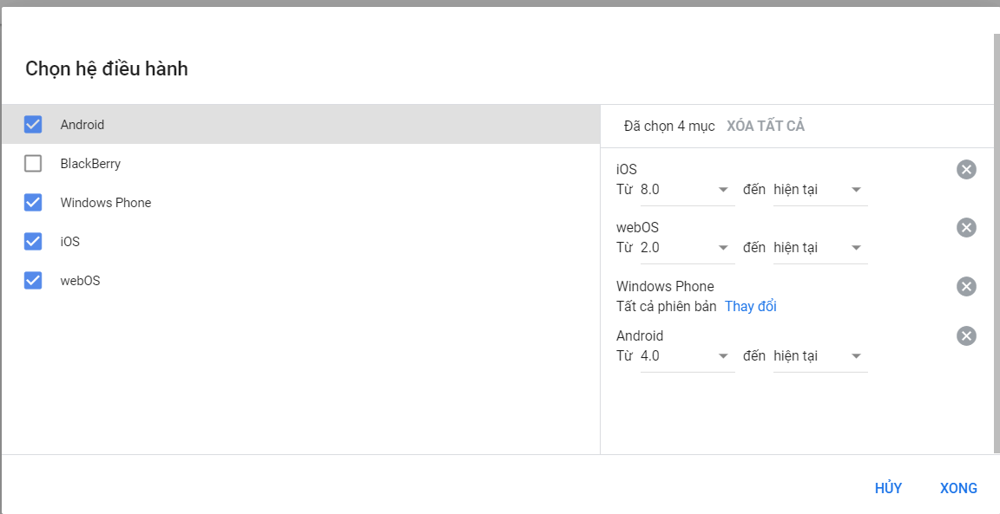 Chọn hệ điều hành
Android
BlackBerry
Windows Phone
iOS
webOS
Đã chọn 4 mục XÓA TẤT CẢ
iOS
Từ 8.0 đến hiện tại
webOS
Từ 2.0 đến hiện tại
Windows Phone
Tất cả phiên bản Thay đổi
Android
Từ 4.0 đến hiện tại
HỦY XONG